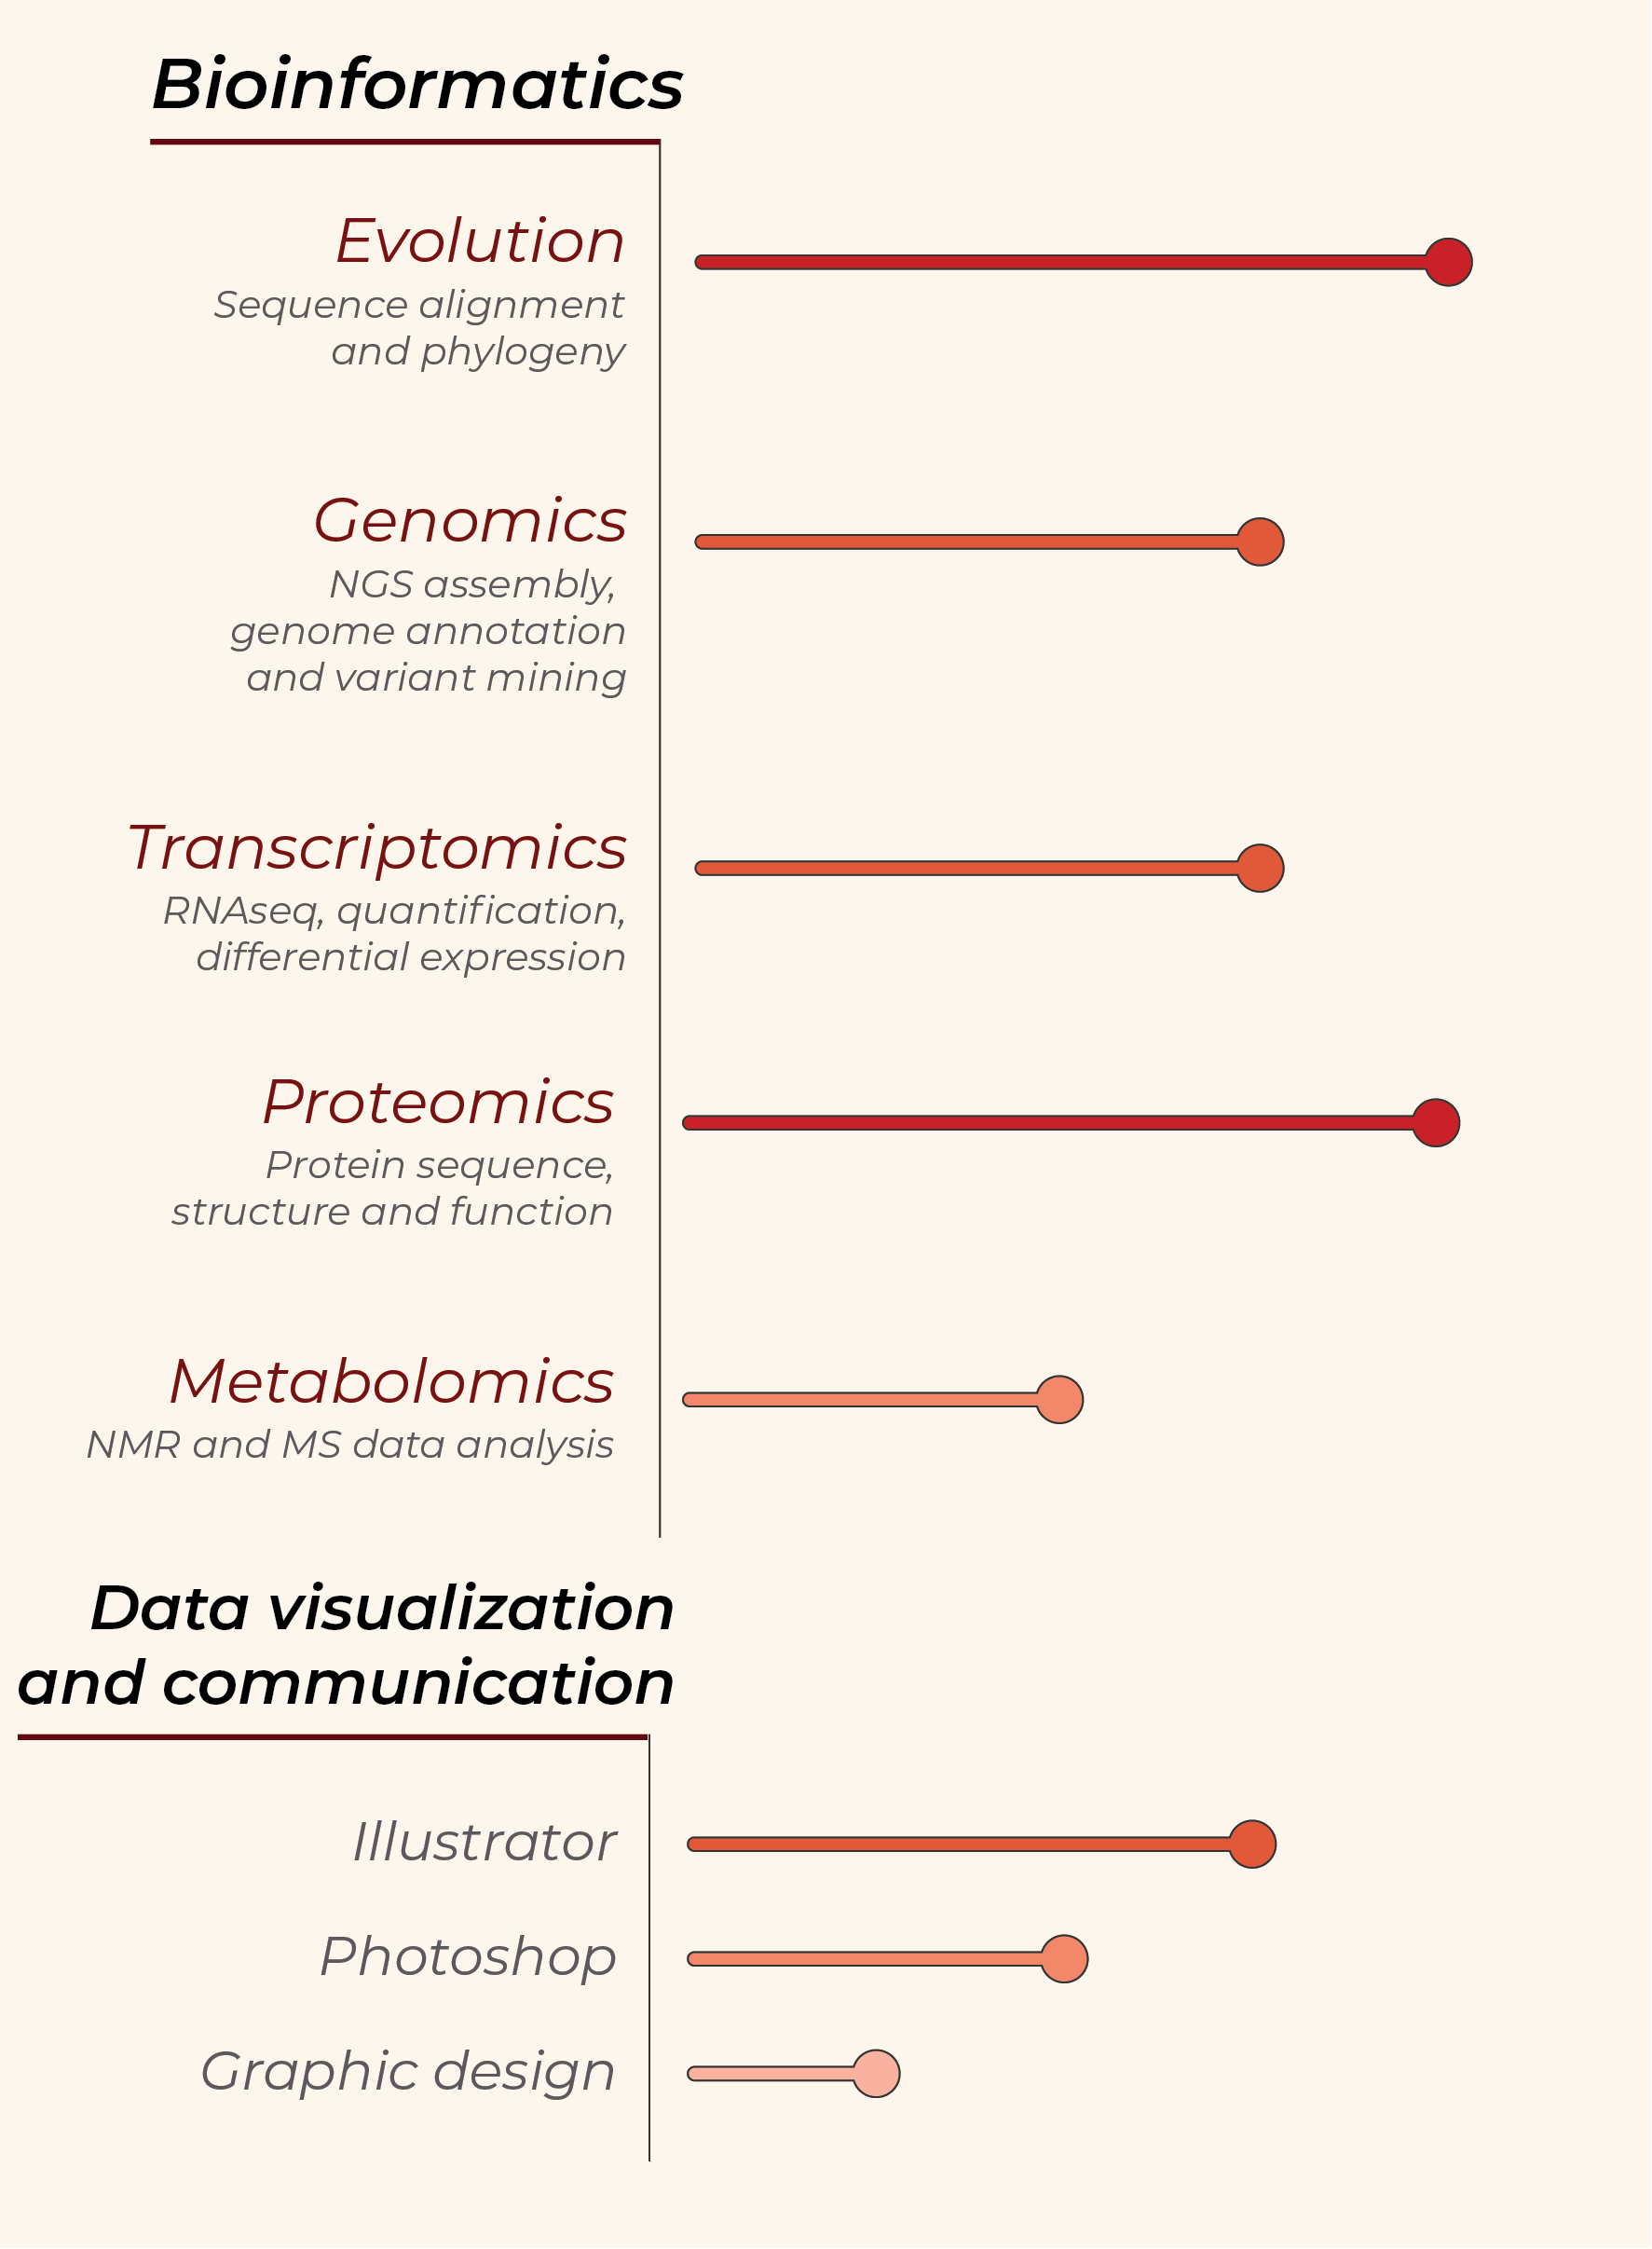 Bioinformatics
Evolution
Sequence alignment
and phylogeny
Genomics
NGS assembly,
genome annotation
and variant mining
Transcriptomics
RNAseq, quantification,
differential expression
Proteomics
Protein sequence,
structure and function
Metabolomics
NMR and MS data analysis
Data visualization
and communication
Illustrator
Photoshop
Graphic design